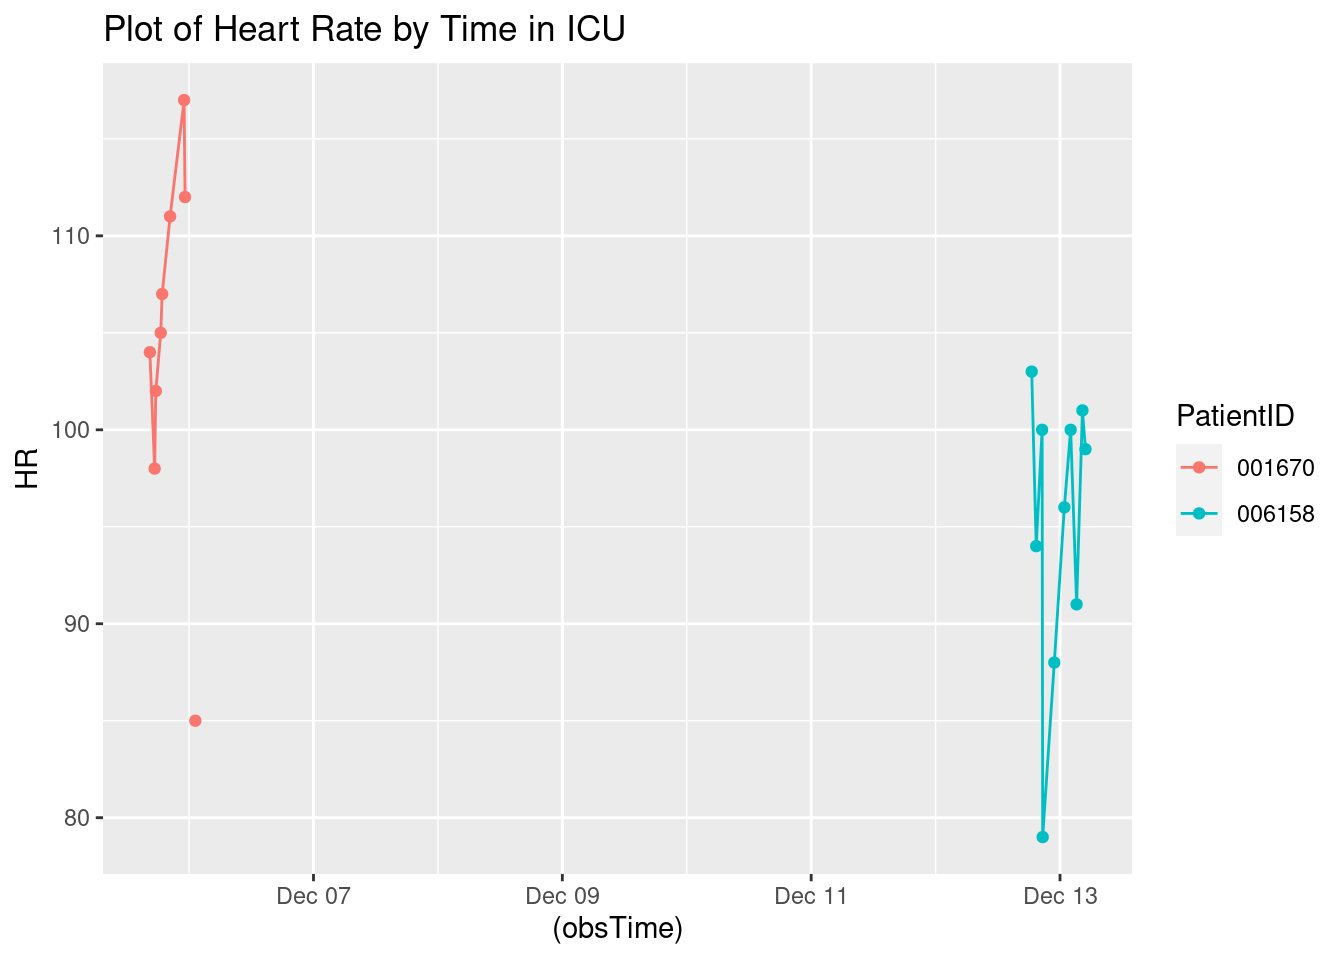 Plot of Heart Rate by Time in ICU
110
100
90
80
HR
Dec 07
Dec 09
Dec 11
Dec 13
(obsTime)
PatientID
001670
006158